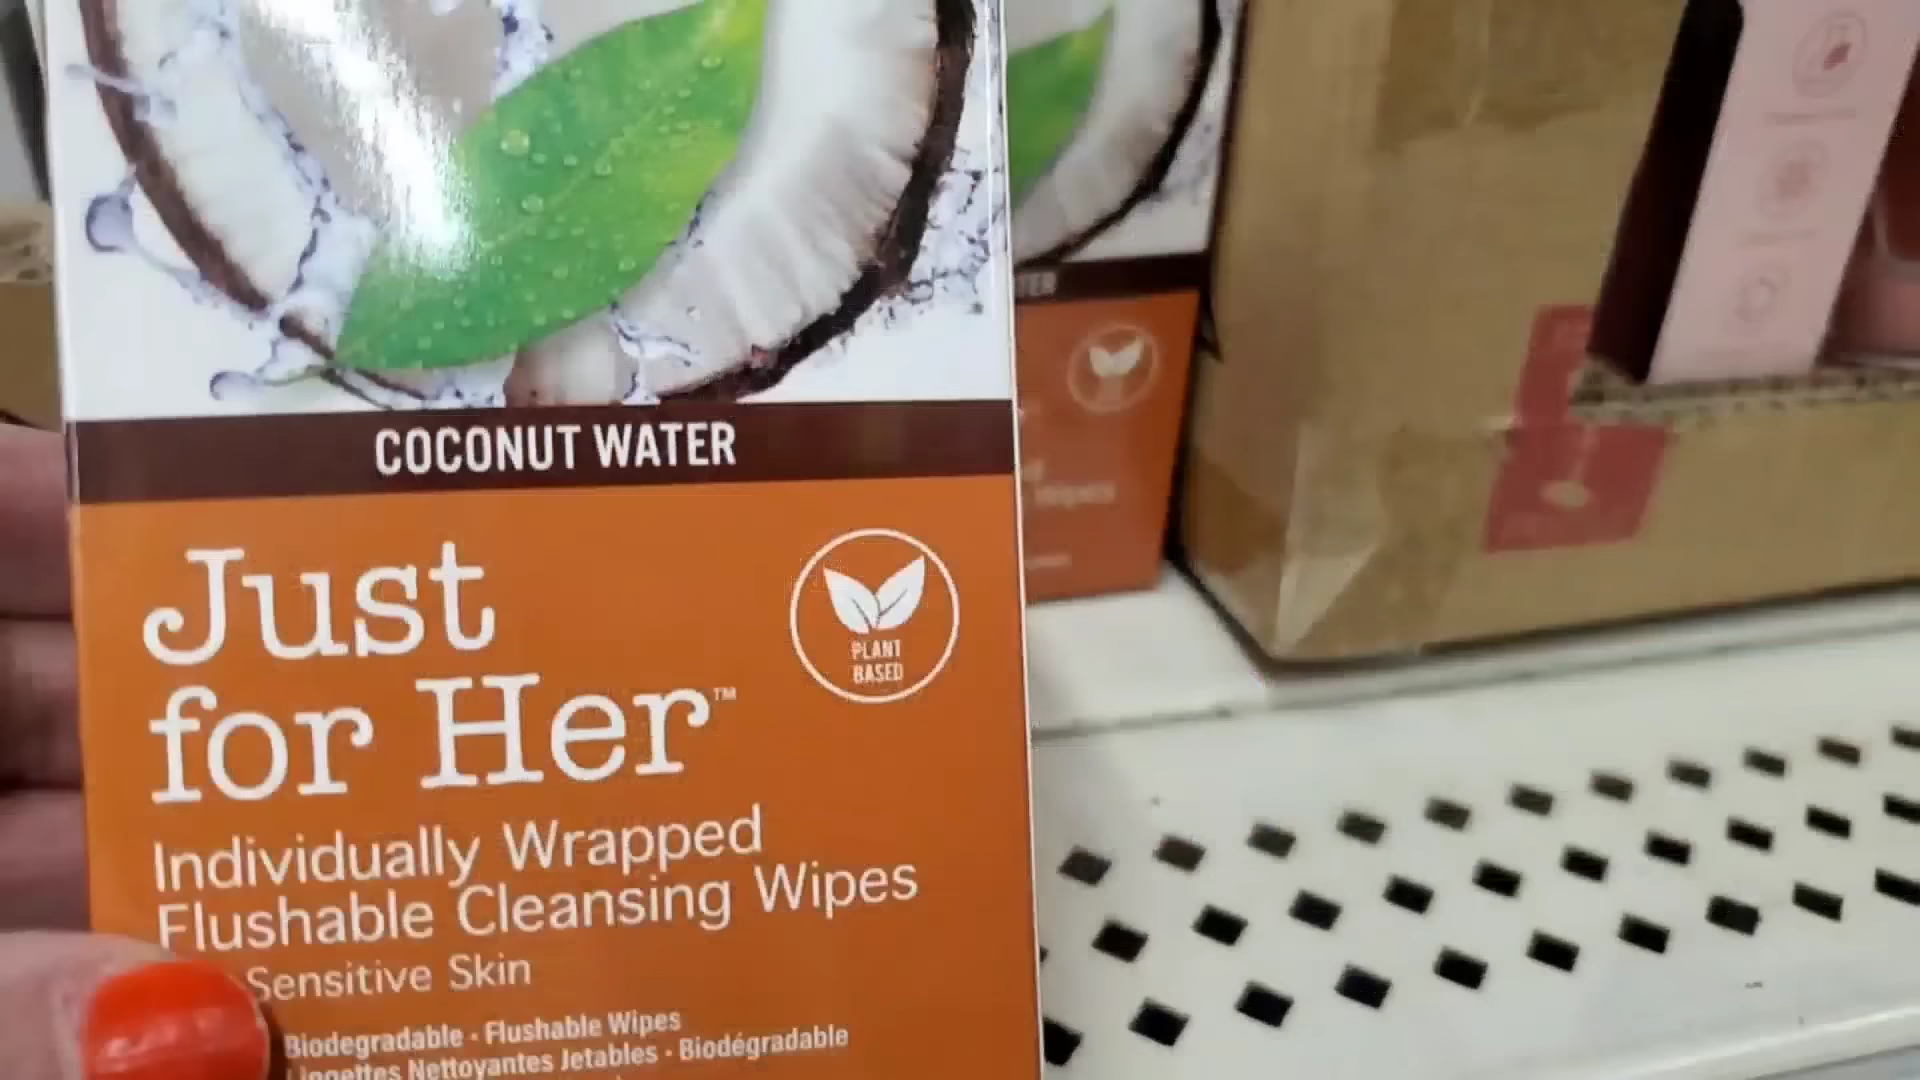 COCONUT WATER
Just
for Her™
PLANT
BASED
Individually Wrapped
Flushable Cleansing Wipes
Sensitive Skin
Biodegradable · Flushable Wipes
Lingettes Nettoyantes Jetables · Biodégradable